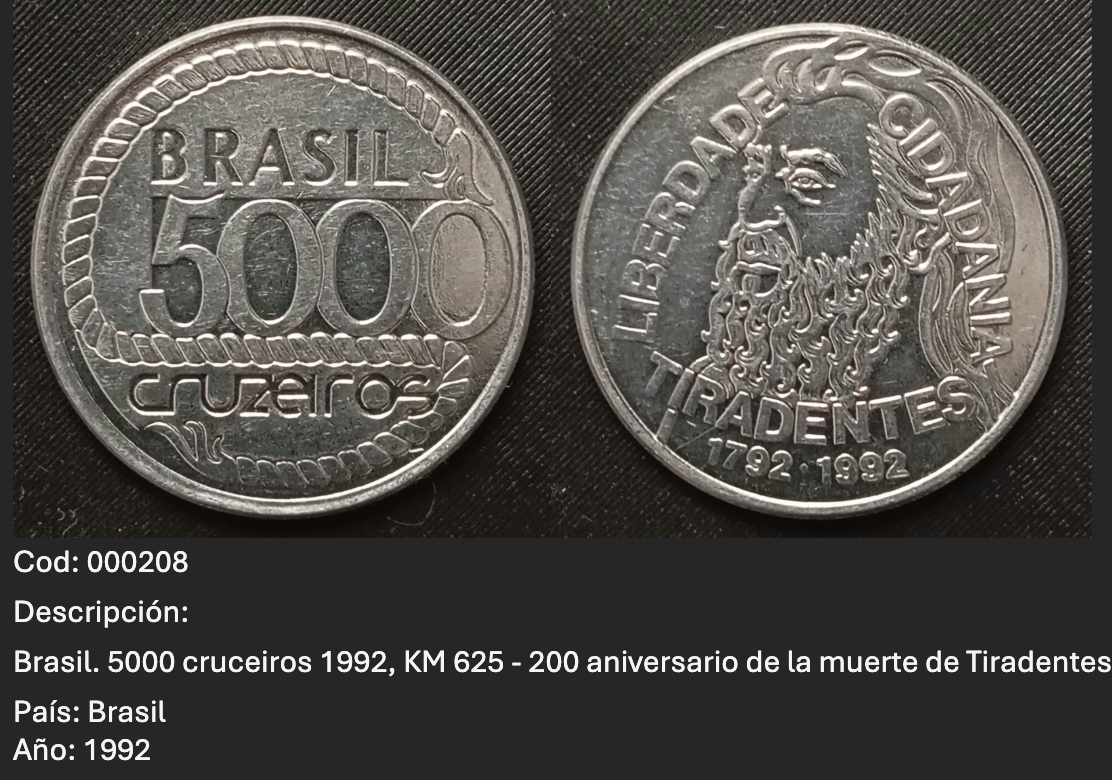 BRASIL
5000
cruzeiros
LIBERDADE
CIDADANIA
TIRADENTES
1792 · 1992
Cod: 000208
Descripción:
Brasil. 5000 cruceiros 1992, KM 625 - 200 aniversario de la muerte de Tiradentes
País: Brasil
Año: 1992